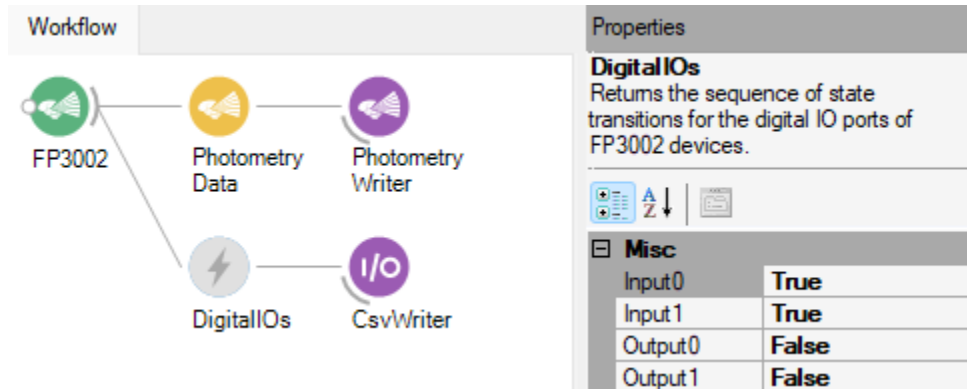 Workflow
FP3002
Photometry
Data
Photometry
Writer
DigitalIOs
I/O
CsvWriter
Properties
DigitalIOs
Returns the sequence of state
transitions for the digital IO ports of
FP3002 devices.
A
Z
Misc
Input0 True
Input1 True
Output0 False
Output1 False